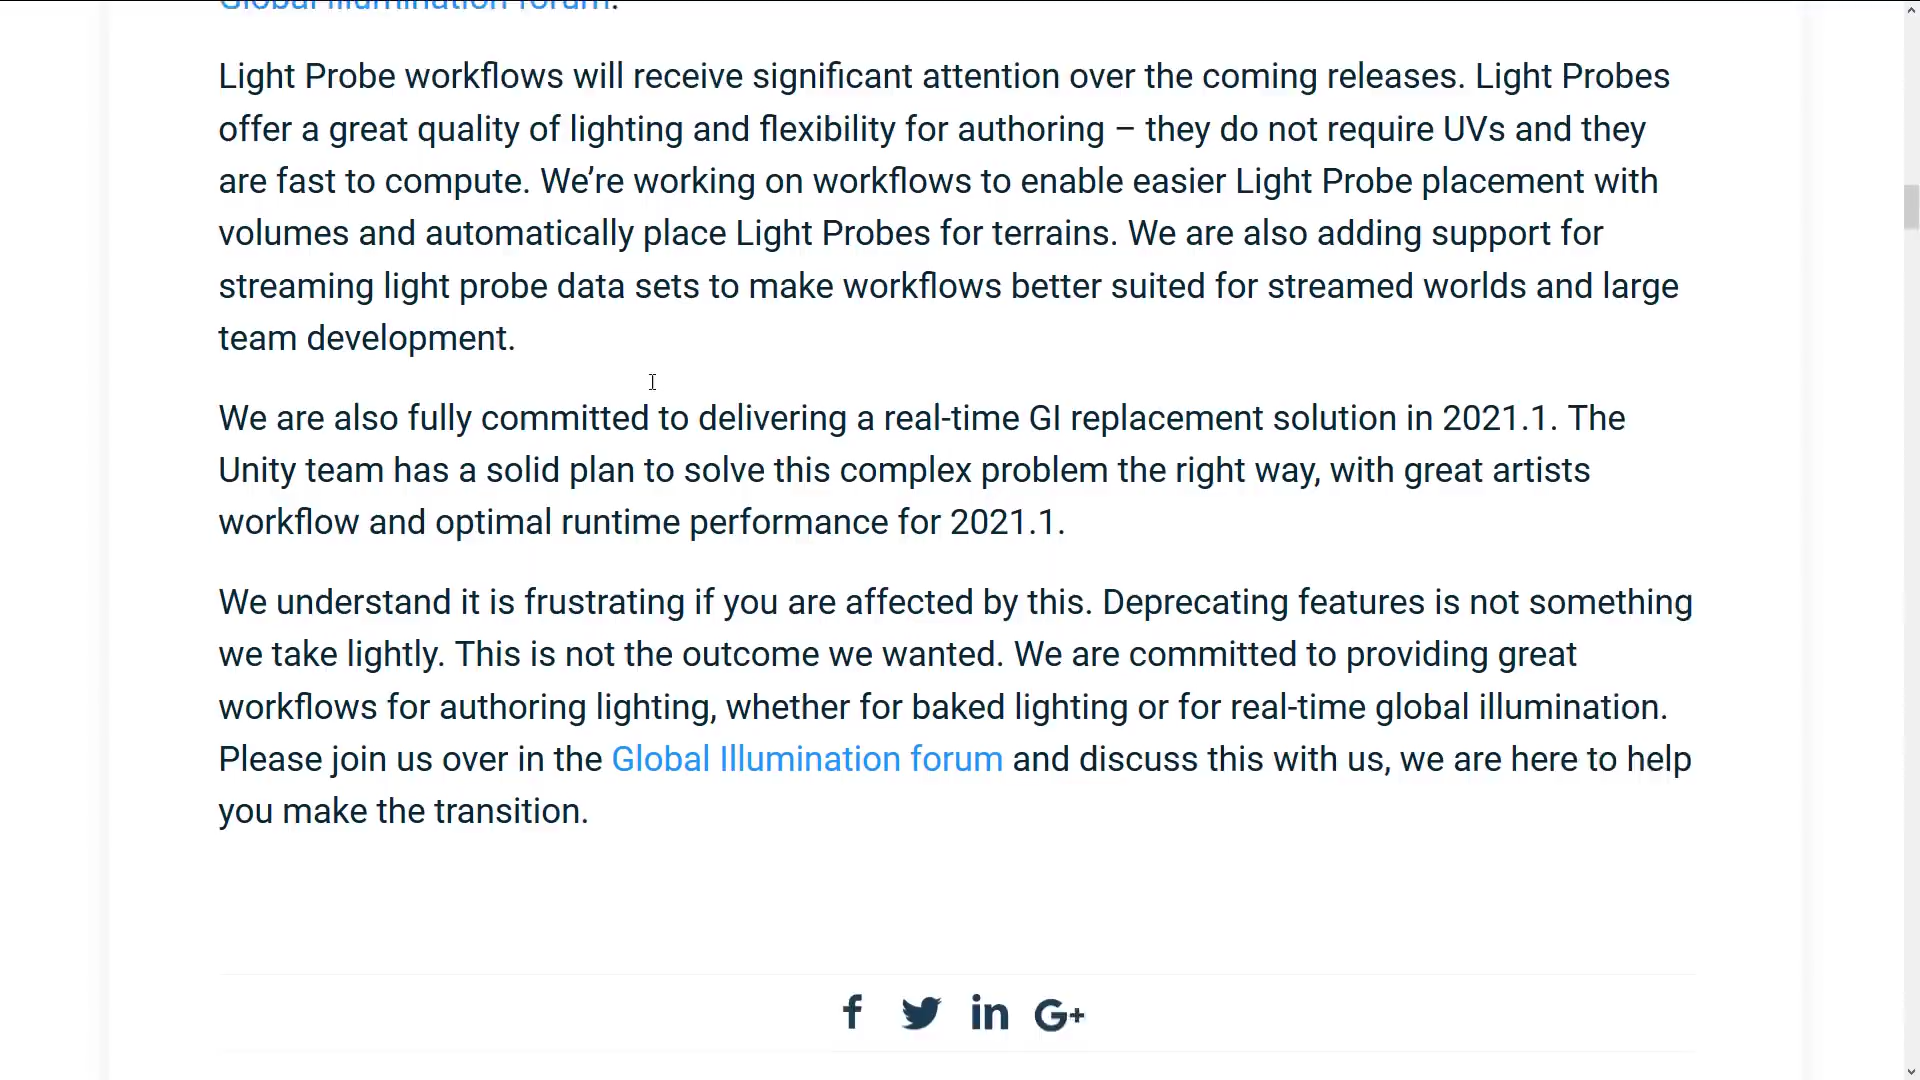 Global Illumination forum.
Light Probe workflows will receive significant attention over the coming releases. Light Probes
offer a great quality of lighting and flexibility for authoring – they do not require UVs and they
are fast to compute. We’re working on workflows to enable easier Light Probe placement with
volumes and automatically place Light Probes for terrains. We are also adding support for
streaming light probe data sets to make workflows better suited for streamed worlds and large
team development.
We are also fully committed to delivering a real-time GI replacement solution in 2021.1. The
Unity team has a solid plan to solve this complex problem the right way, with great artists
workflow and optimal runtime performance for 2021.1.
We understand it is frustrating if you are affected by this. Deprecating features is not something
we take lightly. This is not the outcome we wanted. We are committed to providing great
workflows for authoring lighting, whether for baked lighting or for real-time global illumination.
Please join us over in the Global Illumination forum and discuss this with us, we are here to help
you make the transition.
f in G+